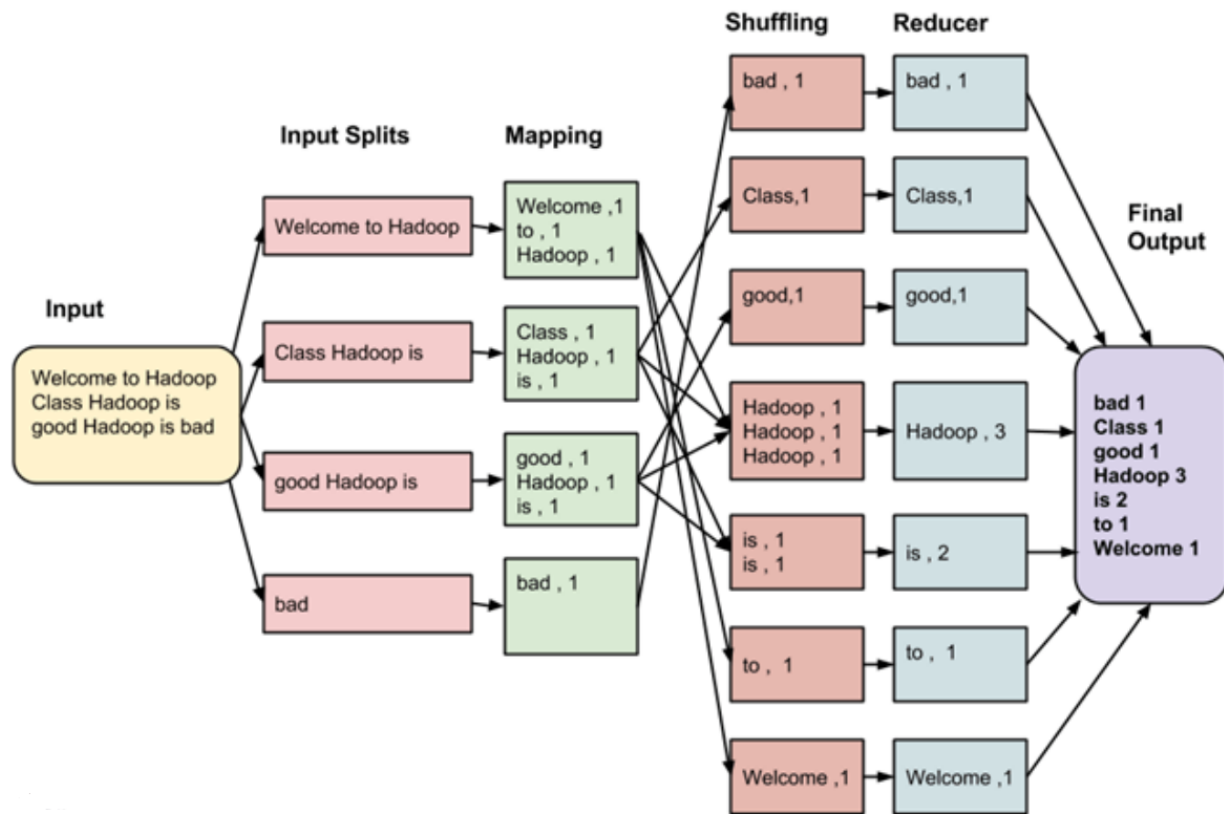 Input
Welcome to Hadoop
Class Hadoop is
good Hadoop is bad
Input Splits
Welcome to Hadoop
Class Hadoop is
good Hadoop is
bad
Mapping
Welcome ,1
to , 1
Hadoop , 1
Class , 1
Hadoop , 1
is , 1
good , 1
Hadoop , 1
is , 1
bad , 1
Shuffling
bad , 1
Class,1
good,1
Hadoop , 1
Hadoop , 1
Hadoop , 1
is , 1
is , 1
to , 1
Welcome ,1
Reducer
bad , 1
Class,1
good,1
Hadoop , 3
is , 2
to , 1
Welcome ,1
Final
Output
bad 1
Class 1
good 1
Hadoop 3
is 2
to 1
Welcome 1